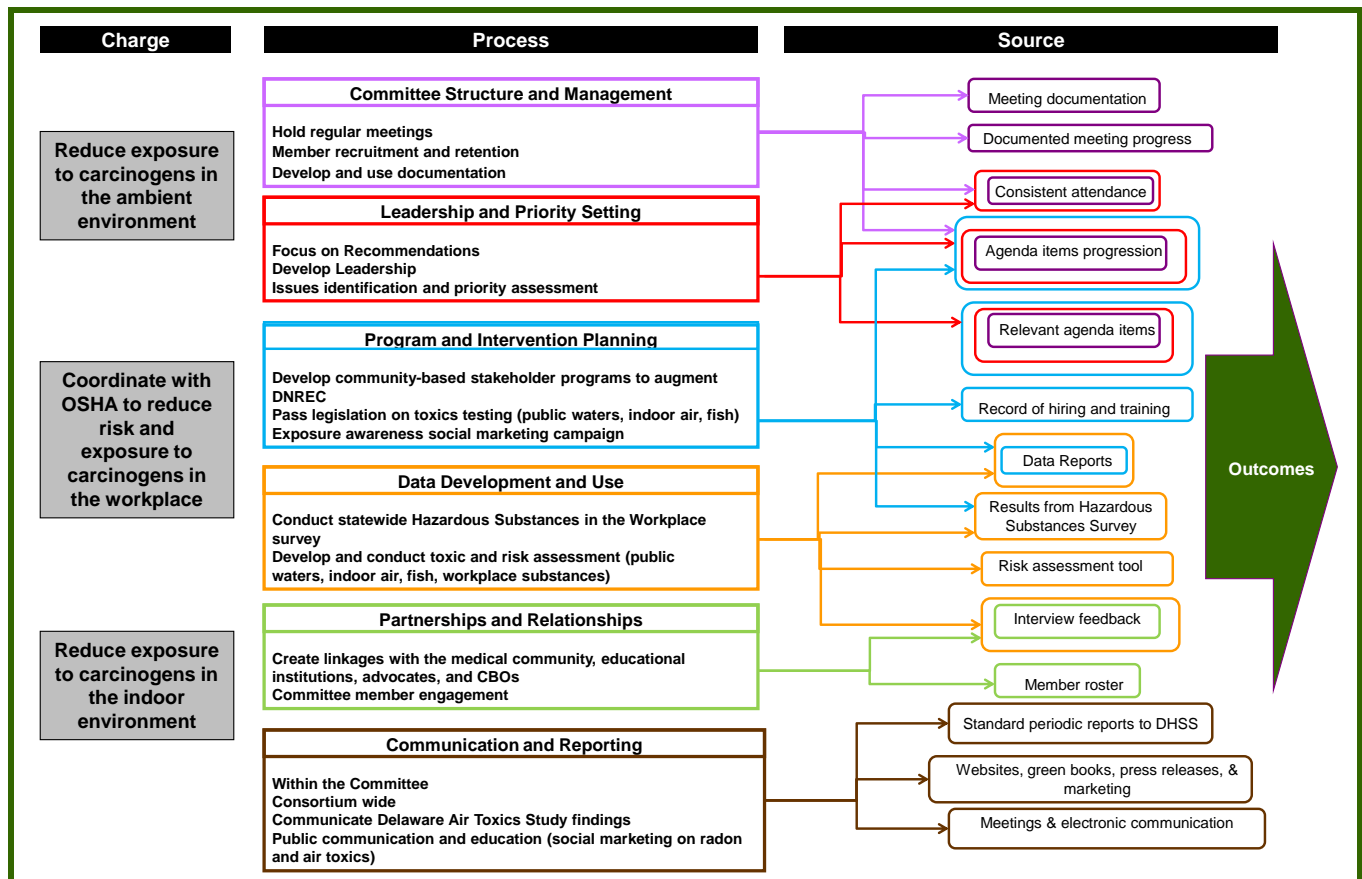 Charge
Process
Source
Reduce exposure
to carcinogens in
the ambient
environment
Coordinate with
OSHA to reduce
risk and
exposure to
carcinogens in
the workplace
Reduce exposure
to carcinogens in
the indoor
environment
Committee Structure and Management
Hold regular meetings
Member recruitment and retention
Develop and use documentation
Leadership and Priority Setting
Focus on Recommendations
Develop Leadership
Issues identification and priority assessment
Program and Intervention Planning
Develop community-based stakeholder programs to augment
DNREC
Pass legislation on toxics testing (public waters, indoor air, fish)
Exposure awareness social marketing campaign
Data Development and Use
Conduct statewide Hazardous Substances in the Workplace
survey
Develop and conduct toxic and risk assessment (public
waters, indoor air, fish, workplace substances)
Partnerships and Relationships
Create linkages with the medical community, educational
institutions, advocates, and CBOs
Committee member engagement
Communication and Reporting
Within the Committee
Consortium wide
Communicate Delaware Air Toxics Study findings
Public communication and education (social marketing on radon
and air toxics)
Meeting documentation
Documented meeting progress
Consistent attendance
Agenda items progression
Relevant agenda items
Record of hiring and training
Data Reports
Results from Hazardous
Substances Survey
Risk assessment tool
Interview feedback
Member roster
Standard periodic reports to DHSS
Websites, green books, press releases, &
marketing
Meetings & electronic communication
Outcomes